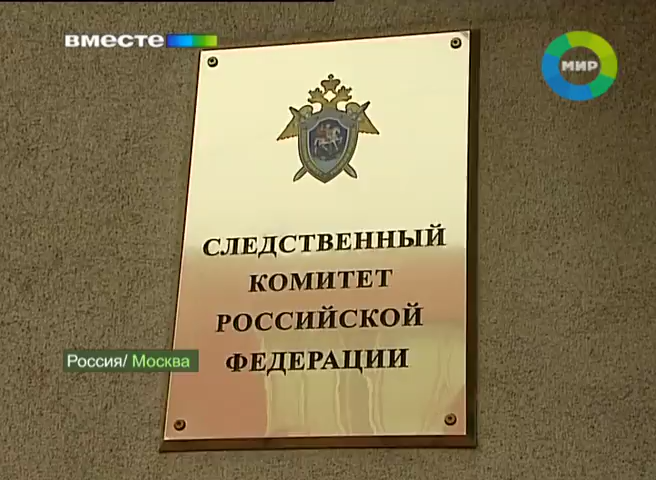 вместе
МИР
СЛЕДСТВЕННЫЙ
КОМИТЕТ
РОССИЙСКОЙ
ФЕДЕРАЦИИ
Россия/ Москва